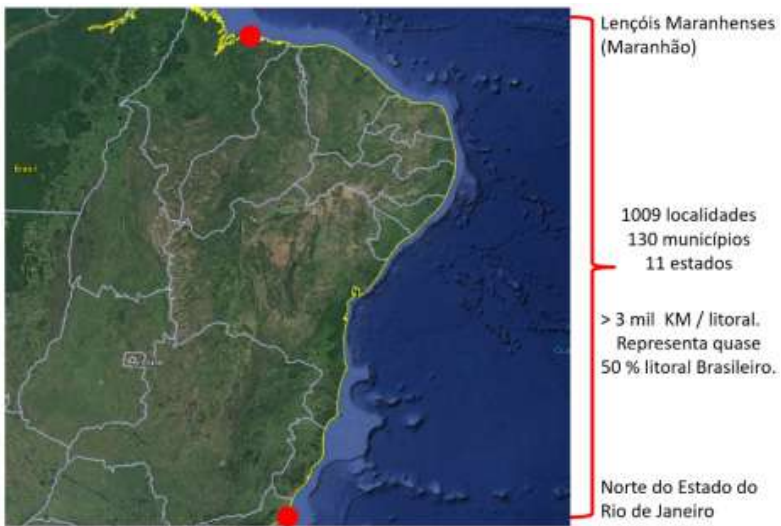 Lençóis Maranhenses
(Maranhão)
Brasil
1009 localidades
130 municípios
11 estados
> 3 mil KM / litoral.
Representa quase
50 % litoral Brasileiro.
Norte do Estado do
Rio de Janeiro